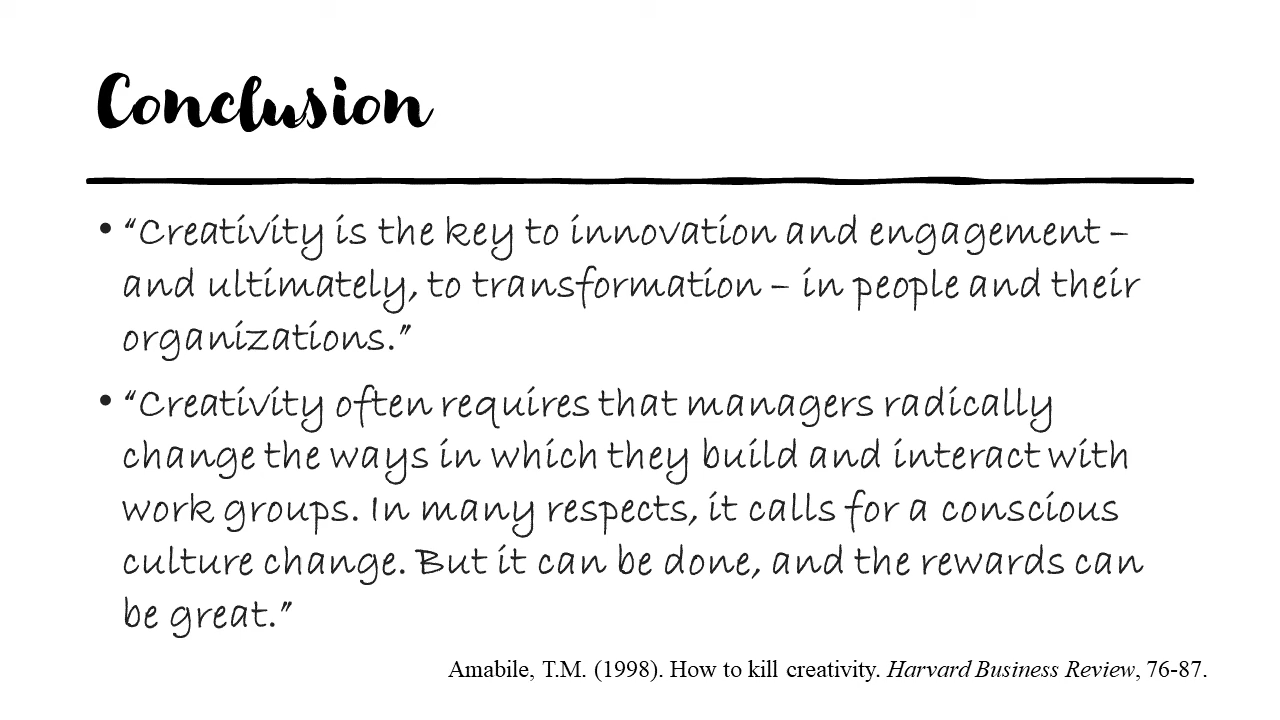 Conclusion
• “Creativity is the key to innovation and engagement –
and ultimately, to transformation – in people and their
organizations.”
• “Creativity often requires that managers radically
change the ways in which they build and interact with
work groups. In many respects, it calls for a conscious
culture change. But it can be done, and the rewards can
be great.”
Amabile, T.M. (1998). How to kill creativity. Harvard Business Review, 76-87.